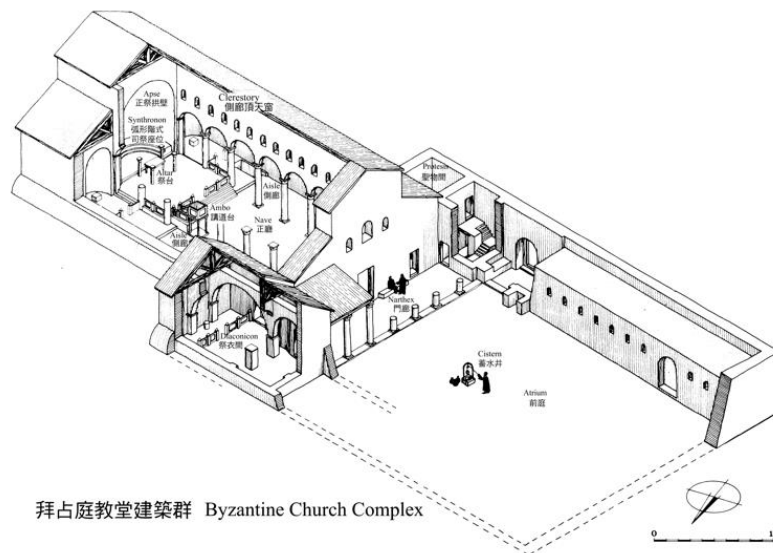 Apse
正祭拱壁
Synthronon
弧形階式
司祭座位
Altar
祭台
Clerestory
側廊頂天窗
Aisle
側廊
Ambo
講道台
Nave
正廳
Aisle
側廊
Protesis
聖物間
Narthex
門廊
Diaconicon
祭衣間
Cistern
蓄水井
Atrium
前庭
拜占庭教堂建築群 Byzantine Church Complex
0